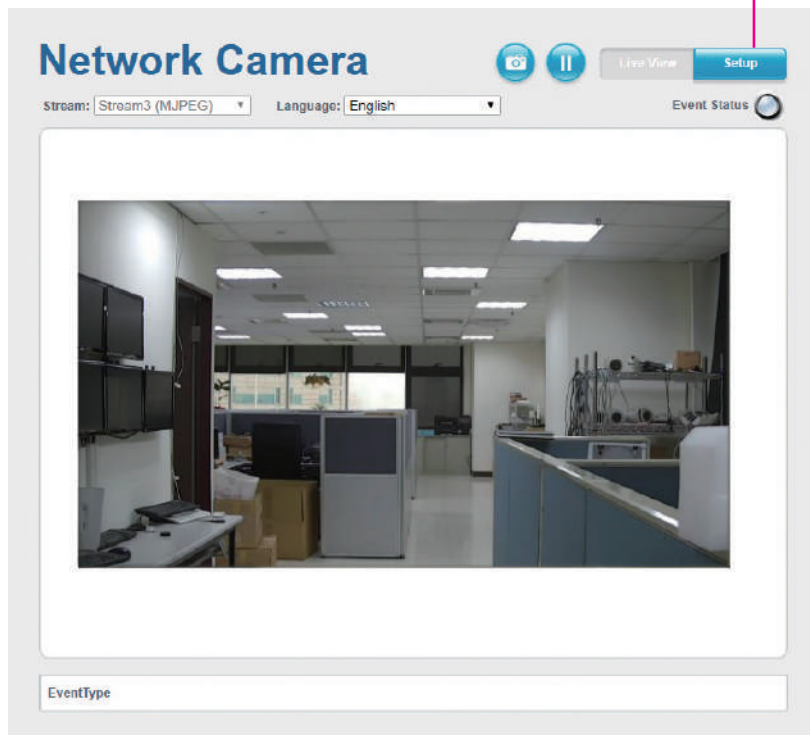 Network Camera
Live View
Setup
Stream: Stream3 (MJPEG)
Language: English
Event Status
EventType